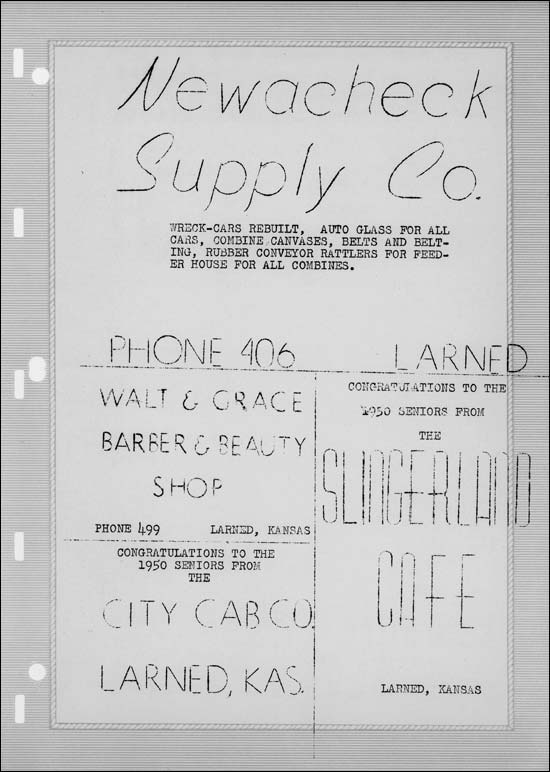 Newacheck
Supply Co.
WRECK-CARS REBUILT, AUTO GLASS FOR ALL
CARS, COMBINE CANVASES, BELTS AND BELT-
ING, RUBBER CONVEYOR RATTLERS FOR FEED-
ER HOUSE FOR ALL COMBINES.
PHONE 406 LARNED
WALT & GRACE
BARBER & BEAUTY
SHOP
PHONE 499 LARNED, KANSAS
CONGRATULATIONS TO THE
1950 SENIORS FROM
THE
CITY CAB CO.
LARNED, KAS.
CONGRATULATIONS TO THE
1950 SENIORS FROM
THE
SLINGERLAND
CAFE
LARNED, KANSAS